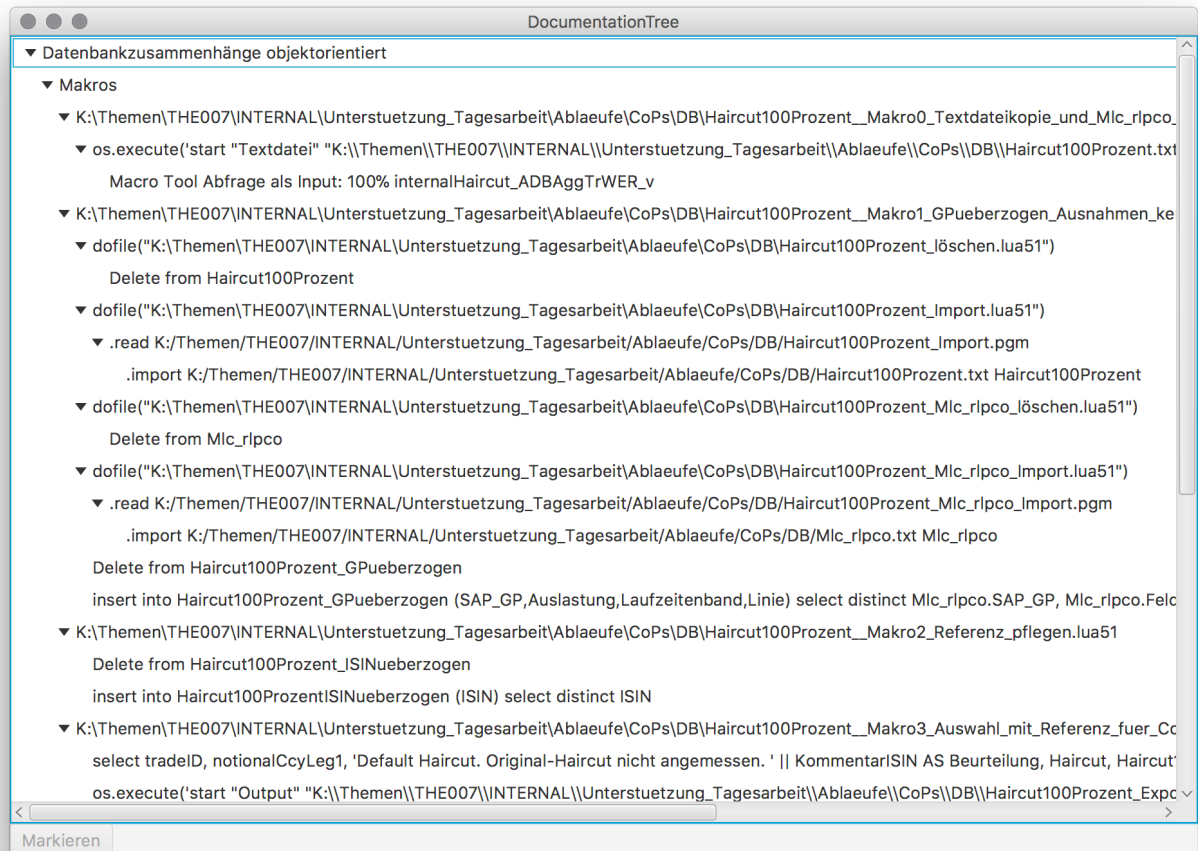 DocumentationTree
Datenbankzusammenhänge objektorientiert
Makros
K:\Themen\THE007\INTERNAL\Unterstuetzung_Tagesarbeit\Ablaeufe\CoPs\DB\Haircut100Prozent__Makro0_Textdateikopie_und_Mlc_rlpco_
os.execute('start "Textdatei" "K:\\Themen\\THE007\\INTERNAL\\Unterstuetzung_Tagesarbeit\\Ablaeufe\\CoPs\\DB\\Haircut100Prozent.txt
Macro Tool Abfrage als Input: 100% internalHaircut_ADBAggTrWER_v
K:\Themen\THE007\INTERNAL\Unterstuetzung_Tagesarbeit\Ablaeufe\CoPs\DB\Haircut100Prozent__Makro1_GPueberzogen_Ausnahmen_ke
dofile("K:\Themen\THE007\INTERNAL\Unterstuetzung_Tagesarbeit\Ablaeufe\CoPs\DB\Haircut100Prozent_löschen.lua51")
Delete from Haircut100Prozent
dofile("K:\Themen\THE007\INTERNAL\Unterstuetzung_Tagesarbeit\Ablaeufe\CoPs\DB\Haircut100Prozent_Import.lua51")
.read K:/Themen/THE007/INTERNAL/Unterstuetzung_Tagesarbeit/Ablaeufe/CoPs/DB/Haircut100Prozent_Import.pgm
.import K:/Themen/THE007/INTERNAL/Unterstuetzung_Tagesarbeit/Ablaeufe/CoPs/DB/Haircut100Prozent.txt Haircut100Prozent
dofile("K:\Themen\THE007\INTERNAL\Unterstuetzung_Tagesarbeit\Ablaeufe\CoPs\DB\Haircut100Prozent_Mlc_rlpco_löschen.lua51")
Delete from Mlc_rlpco
dofile("K:\Themen\THE007\INTERNAL\Unterstuetzung_Tagesarbeit\Ablaeufe\CoPs\DB\Haircut100Prozent_Mlc_rlpco_Import.lua51")
.read K:/Themen/THE007/INTERNAL/Unterstuetzung_Tagesarbeit/Ablaeufe/CoPs/DB/Haircut100Prozent_Mlc_rlpco_Import.pgm
.import K:/Themen/THE007/INTERNAL/Unterstuetzung_Tagesarbeit/Ablaeufe/CoPs/DB/Mlc_rlpco.txt Mlc_rlpco
Delete from Haircut100Prozent_GPueberzogen
insert into Haircut100Prozent_GPueberzogen (SAP_GP,Auslastung,Laufzeitenband,Linie) select distinct Mlc_rlpco.SAP_GP, Mlc_rlpco.Feld
K:\Themen\THE007\INTERNAL\Unterstuetzung_Tagesarbeit\Ablaeufe\CoPs\DB\Haircut100Prozent__Makro2_Referenz_pflegen.lua51
Delete from Haircut100Prozent_ISINueberzogen
insert into Haircut100ProzentISINueberzogen (ISIN) select distinct ISIN
K:\Themen\THE007\INTERNAL\Unterstuetzung_Tagesarbeit\Ablaeufe\CoPs\DB\Haircut100Prozent__Makro3_Auswahl_mit_Referenz_fuer_Co
select tradeID, notionalCcyLeg1, 'Default Haircut. Original-Haircut nicht angemessen. ' || KommentarISIN AS Beurteilung, Haircut, Haircut1
os.execute('start "Output" "K:\\Themen\\THE007\\INTERNAL\\Unterstuetzung_Tagesarbeit\\Ablaeufe\\CoPs\\DB\\Haircut100Prozent_Expo
Markieren